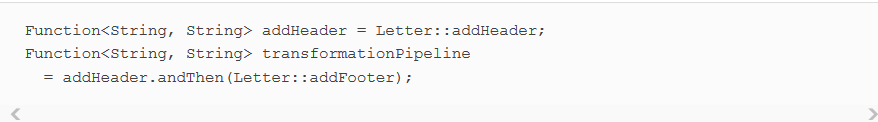 Function<String, String> addHeader = Letter::addHeader;
Function<String, String> transformationPipeline
  = addHeader.andThen(Letter::addFooter);